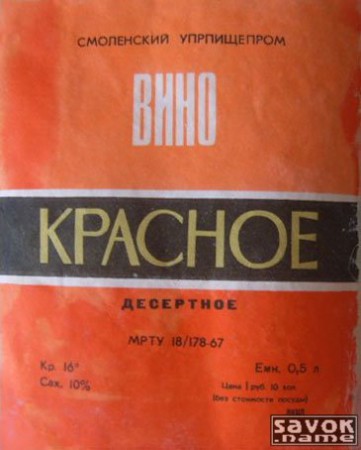 СМОЛЕНСКИЙ УПРПИЩЕПРОМ
ВИНО
КРАСНОЕ
ДЕСЕРТНОЕ
МРТУ 18/178-67
Кр. 16° Емк. 0,5 л
Сах. 10% Цена 1 руб. 10 коп
(без стоимости посуды)
savok
.name